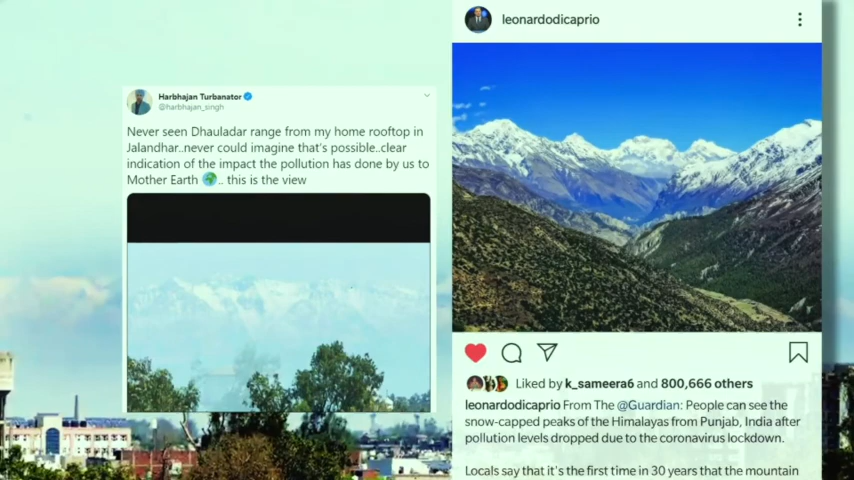 Harbhajan Turbanator
@harbhajan_singh
Never seen Dhauladar range from my home rooftop in
Jalandhar..never could imagine that's possible..clear
indication of the impact the pollution has done by us to
Mother Earth 🌍.. this is the view
leonardodicaprio
Liked by k_sameera6 and 800,666 others
leonardodicaprio From The @Guardian: People can see the
snow-capped peaks of the Himalayas from Punjab, India after
pollution levels dropped due to the coronavirus lockdown.
Locals say that it's the first time in 30 years that the mountain